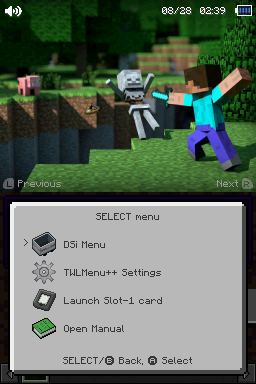 08/28 02:39
L Previous
Next R
SELECT menu
> DSi Menu
TWLMenu++ Settings
Launch Slot-1 card
Open Manual
SELECT/B Back, A Select